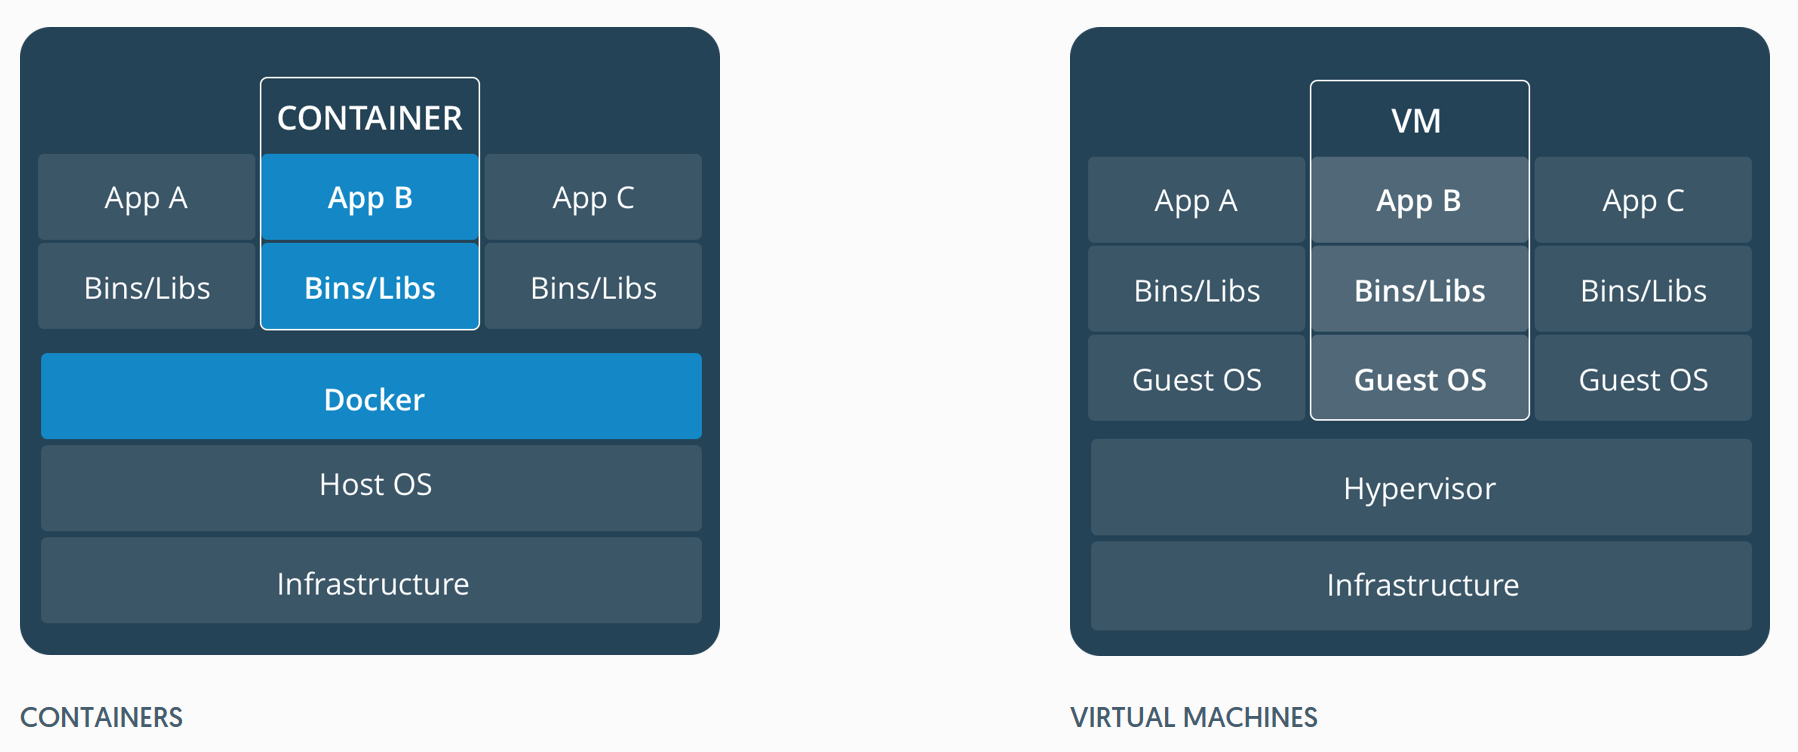 CONTAINER
App A
App B
App C
Bins/Libs
Bins/Libs
Bins/Libs
Docker
Host OS
Infrastructure
CONTAINERS
VM
App A
App B
App C
Bins/Libs
Bins/Libs
Bins/Libs
Guest OS
Guest OS
Guest OS
Hypervisor
Infrastructure
VIRTUAL MACHINES